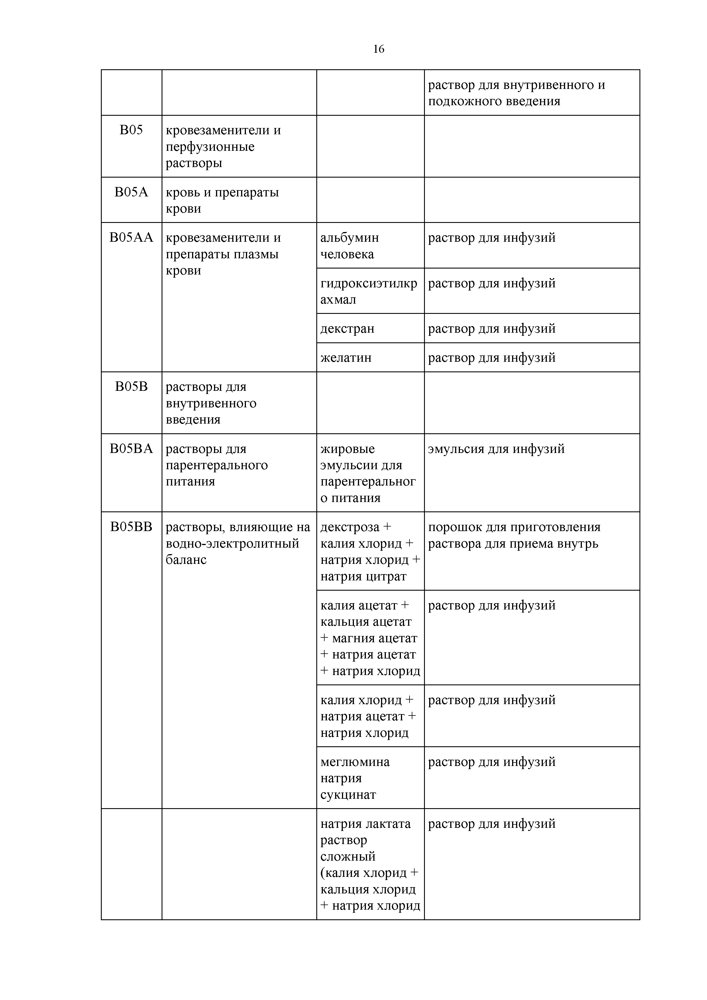 16
раствор для внутривенного и
подкожного введения
B05
кровезаменители и
перфузионные
растворы
B05A
кровь и препараты
крови
B05AA
кровезаменители и
препараты плазмы
крови
альбумин
человека
раствор для инфузий
гидроксиэтилкр
ахмал
раствор для инфузий
декстран
раствор для инфузий
желатин
раствор для инфузий
B05B
растворы для
внутривенного
введения
B05BA
растворы для
парентерального
питания
жировые
эмульсии для
парентеральног
о питания
эмульсия для инфузий
B05BB
растворы, влияющие на
водно-электролитный
баланс
декстроза +
калия хлорид +
натрия хлорид +
натрия цитрат
порошок для приготовления
раствора для приема внутрь
калия ацетат +
кальция ацетат
+ магния ацетат
+ натрия ацетат
+ натрия хлорид
раствор для инфузий
калия хлорид +
натрия ацетат +
натрия хлорид
раствор для инфузий
меглюмина
натрия
сукцинат
раствор для инфузий
натрия лактата
раствор
сложный
(калия хлорид +
кальция хлорид
+ натрия хлорид
раствор для инфузий